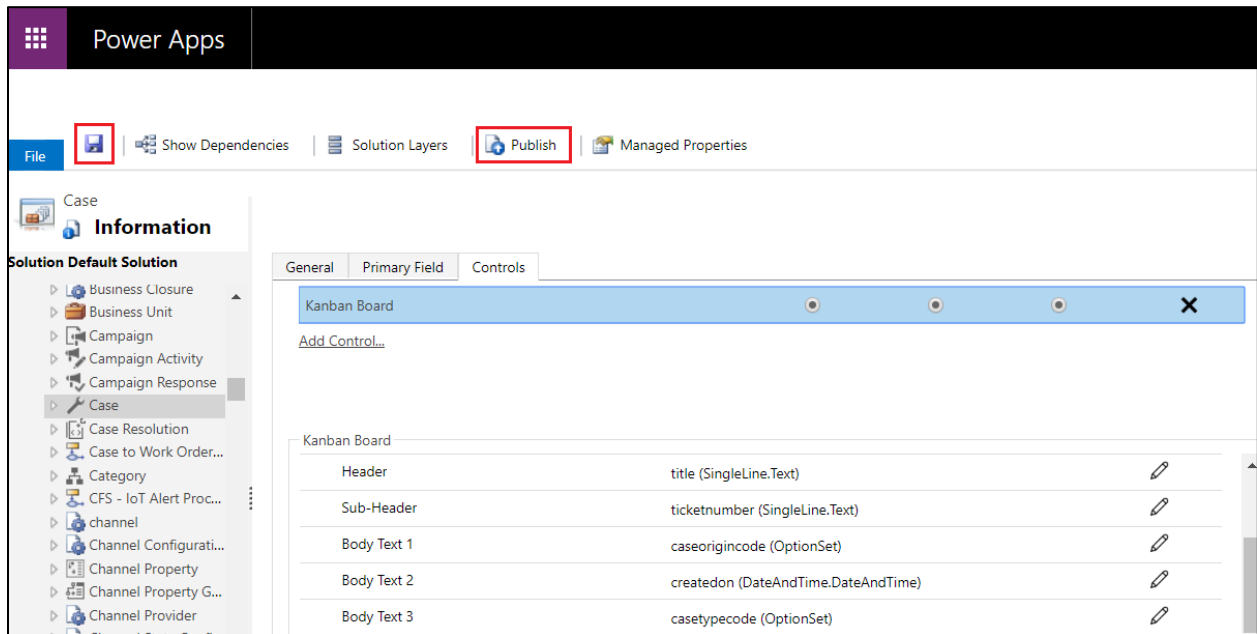 Power Apps
File
Show Dependencies
Solution Layers
Publish
Managed Properties
Case
Information
Solution Default Solution
Business Closure
Business Unit
Campaign
Campaign Activity
Campaign Response
Case
Case Resolution
Case to Work Order...
Category
CFS - IoT Alert Proc...
channel
Channel Configurati...
Channel Property
Channel Property G...
Channel Provider
General Primary Field Controls
Kanban Board
Add Control...
Kanban Board
Header title (SingleLine.Text)
Sub-Header ticketnumber (SingleLine.Text)
Body Text 1 caseorigincode (OptionSet)
Body Text 2 createdon (DateAndTime.DateAndTime)
Body Text 3 casetypecode (OptionSet)